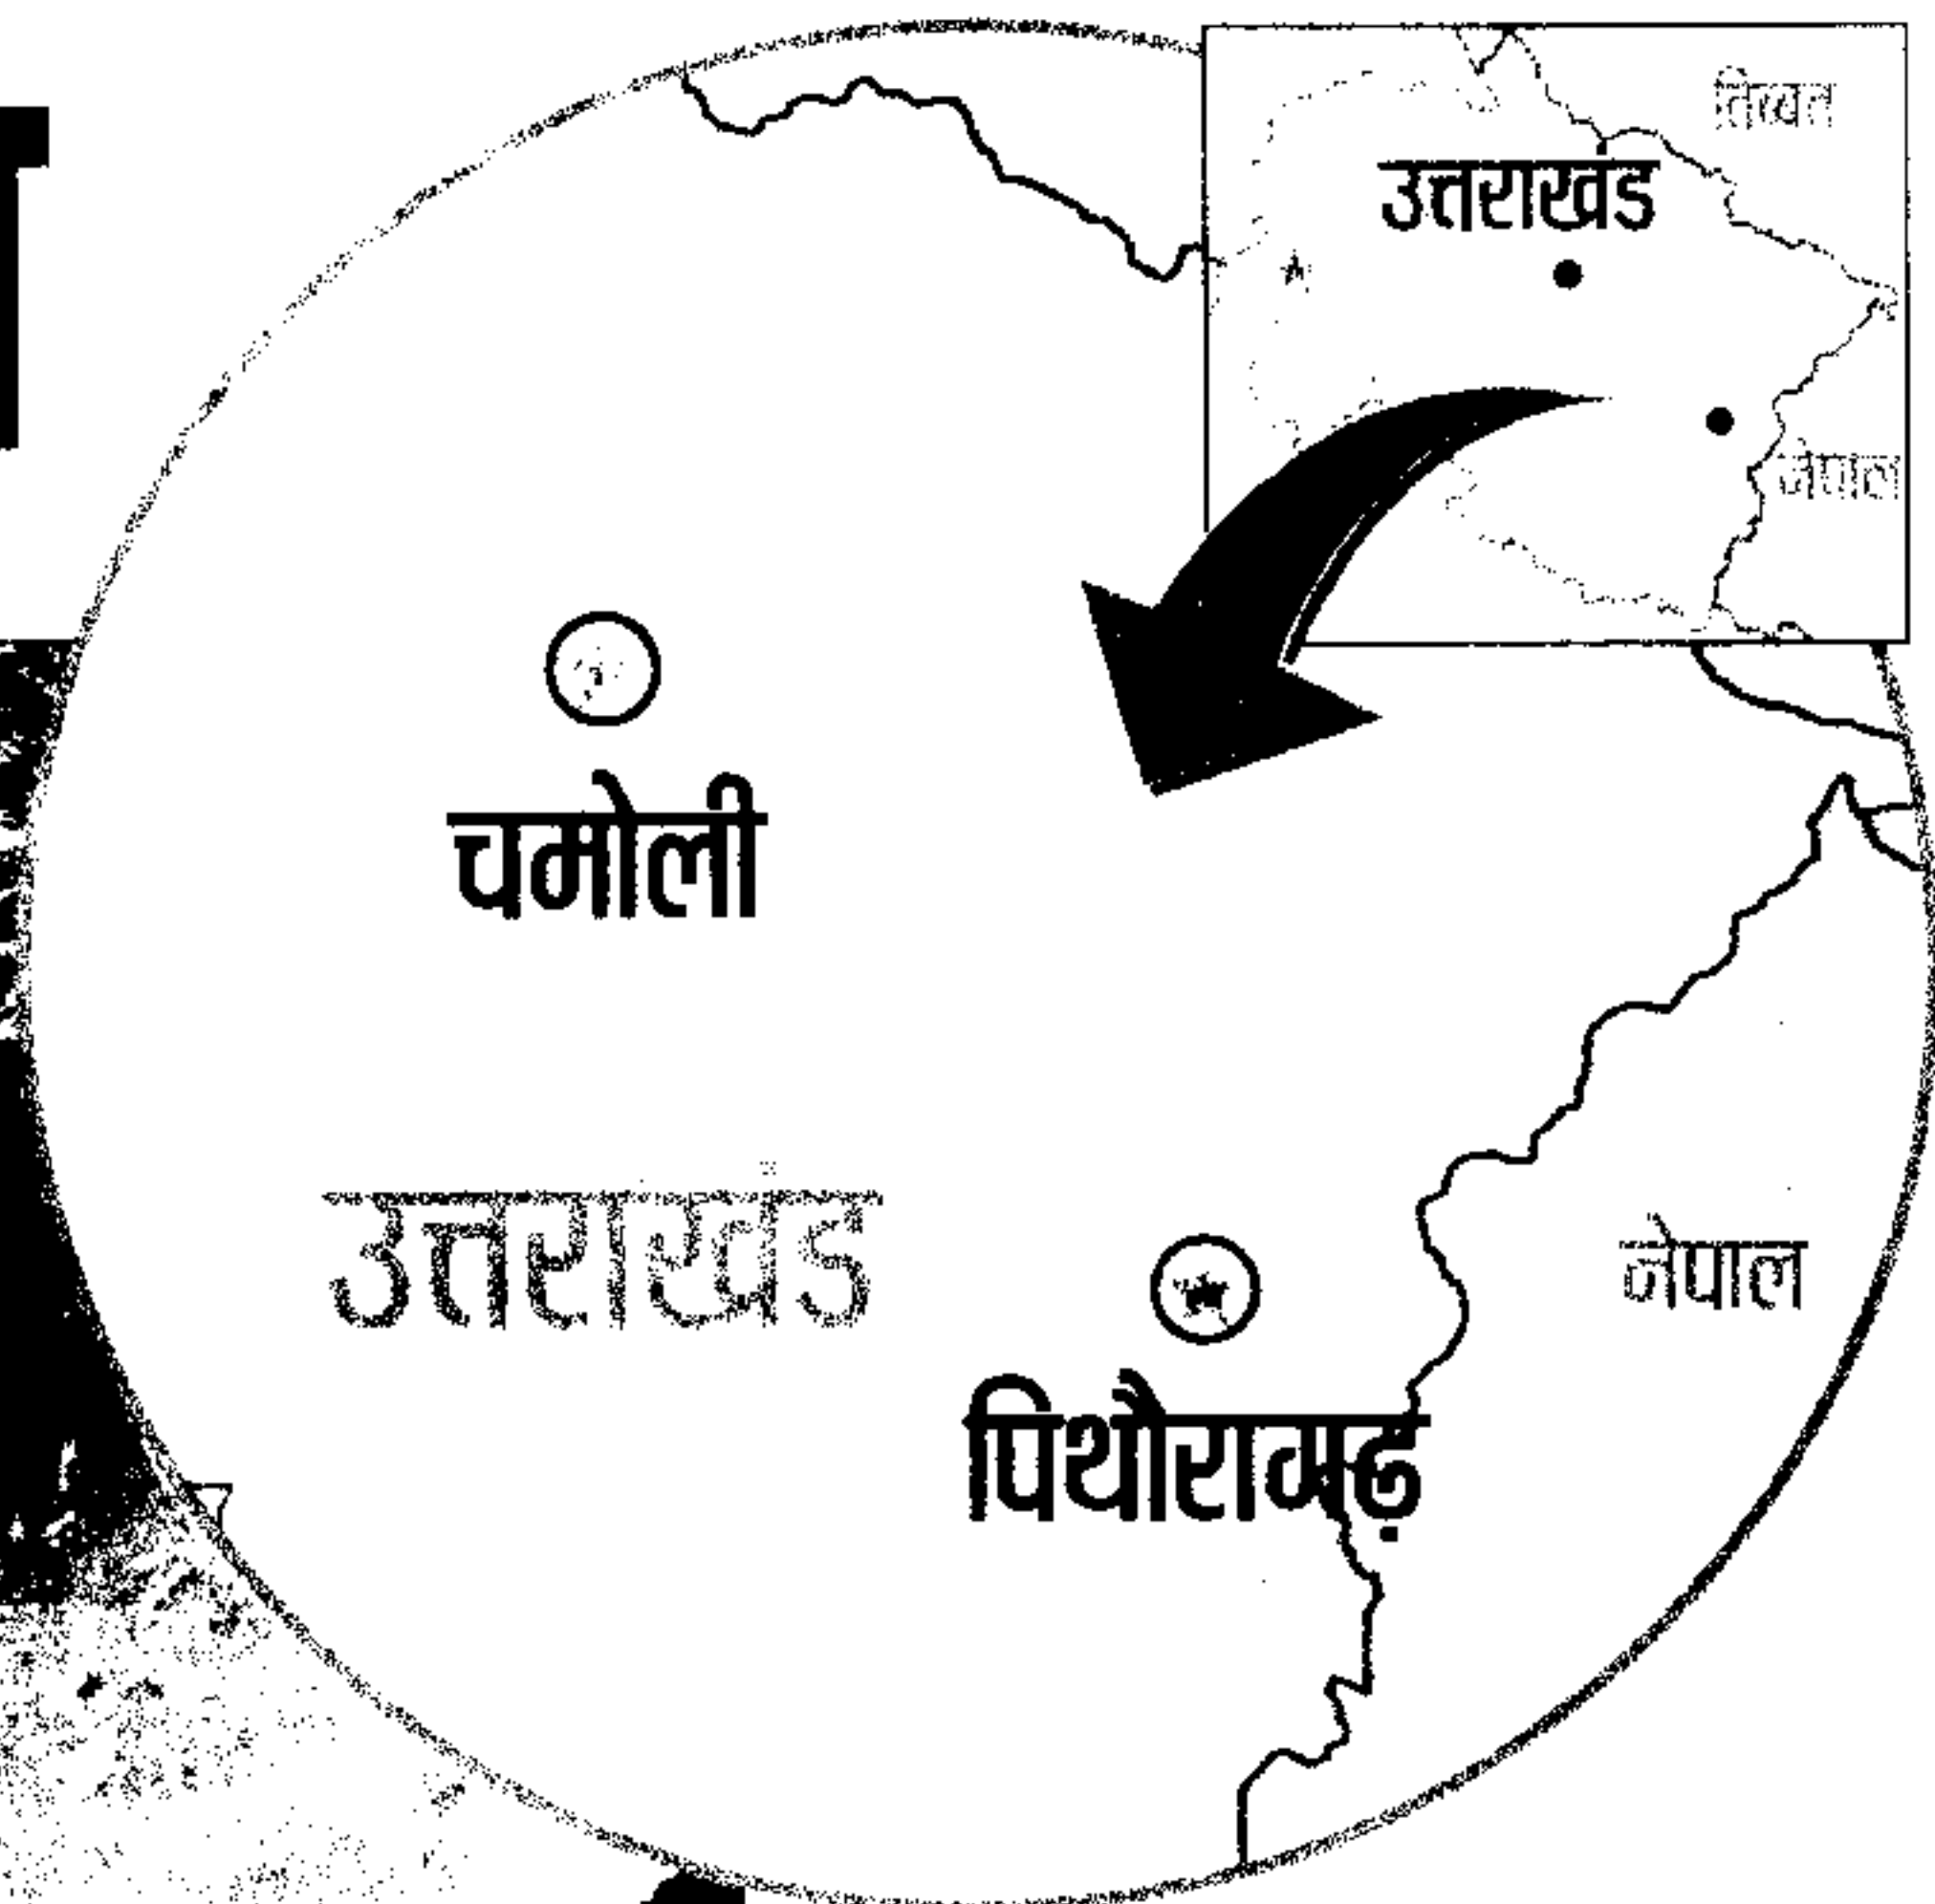 तिब्बत
उत्तराखंड
नेपाल
चमोली
उत्तराखंड
नेपाल
पिथौरागढ़